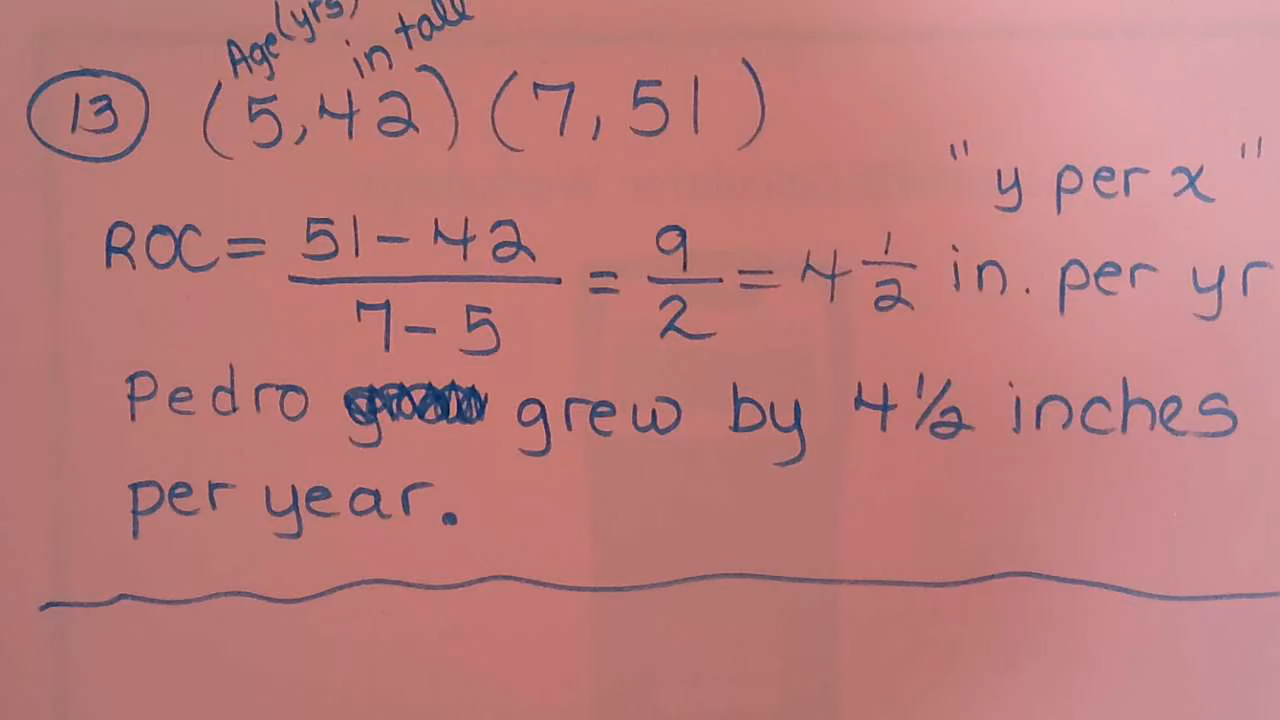 Age (yrs) in tall
13 (5, 42) (7, 51)
"y per x"
ROC = 51 - 42 / 7 - 5 = 9/2 = 4 1/2 in. per yr
Pedro grew by 4 1/2 inches
per year.